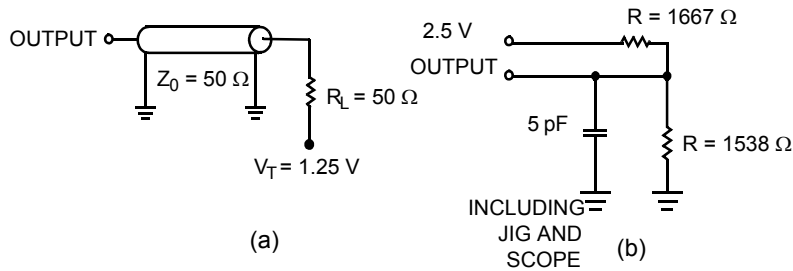 OUTPUT
Z0 = 50 Ω
RL = 50 Ω
VT = 1.25 V
(a)
R = 1667 Ω
2.5 V
OUTPUT
5 pF
R = 1538 Ω
INCLUDING
JIG AND
SCOPE
(b)